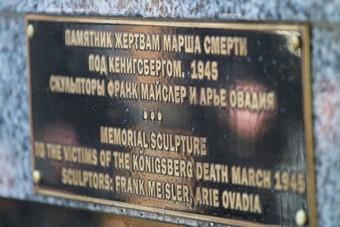 ПАМЯТНИК ЖЕРТВАМ МАРША СМЕРТИ
ПОД КЕНИГСБЕРГОМ. 1945
СКУЛЬПТОРЫ ФРАНК МАЙСЛЕР И АРЬЕ ОВАДИЯ
• • •
MEMORIAL SCULPTURE
TO THE VICTIMS OF THE KÖNIGSBERG DEATH MARCH 1945
SCULPTORS: FRANK MEISLER, ARIE OVADIA